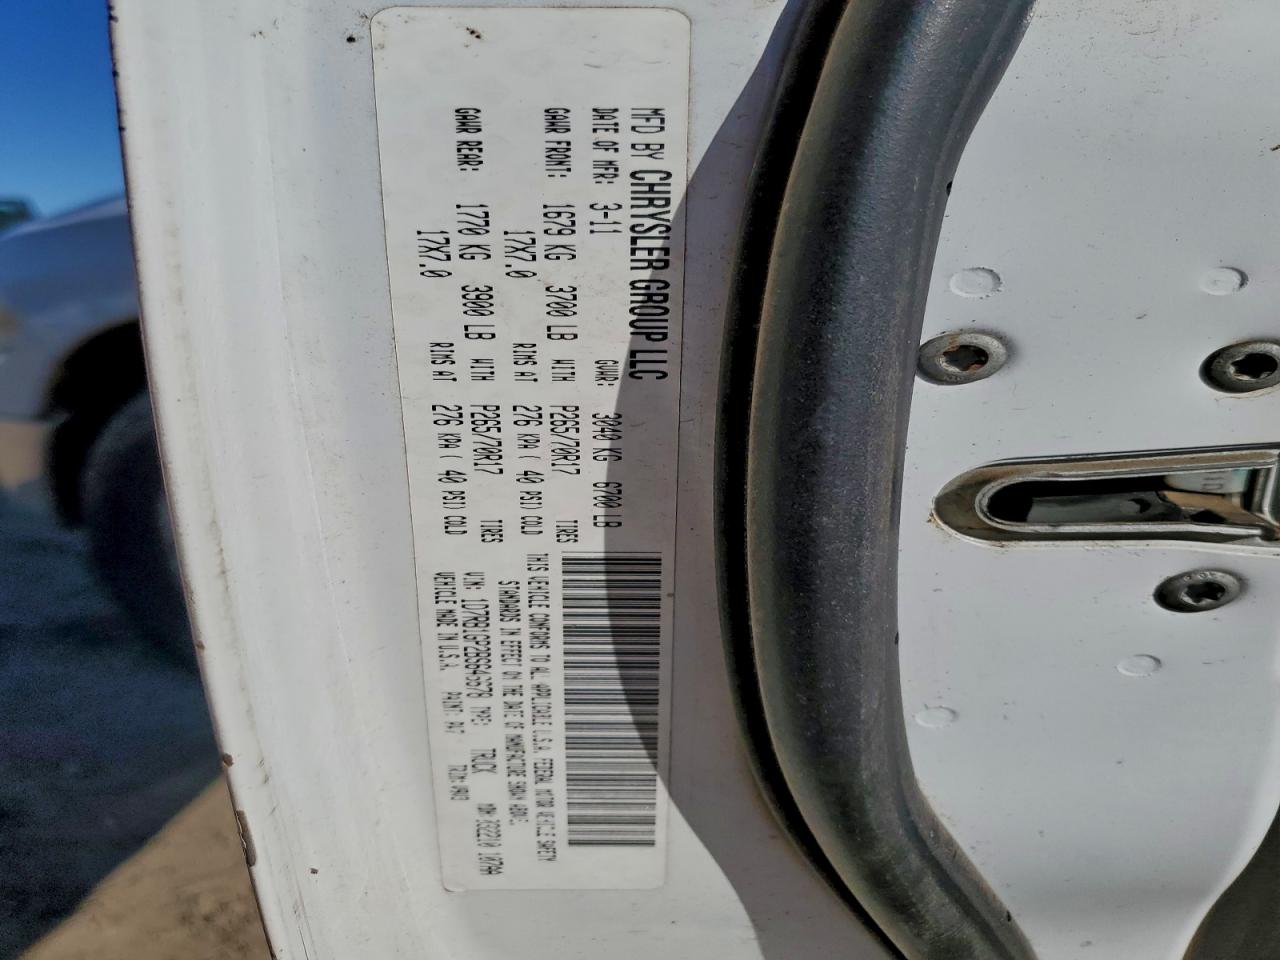 MFD BY CHRYSLER GROUP LLC
DATE OF MFR: 3-11 GVWR: 3040 KG 6700 LB
GAWR FRONT: 1679 KG 3700 LB WITH P265/70R17 TIRES
17X7.0 RIMS AT 276 KPA ( 40 PSI) COLD
GAWR REAR: 1770 KG 3900 LB WITH P265/70R17 TIRES
17X7.0 RIMS AT 276 KPA ( 40 PSI) COLD
THIS VEHICLE CONFORMS TO ALL APPLICABLE U.S.A. FEDERAL MOTOR VEHICLE SAFETY
STANDARDS IN EFFECT ON THE DATE OF MANUFACTURE SHOWN ABOVE.
VIN: TYPE: TRUCK
VEHICLE MADE IN U.S.A. PAINT: PW7 TRIM: